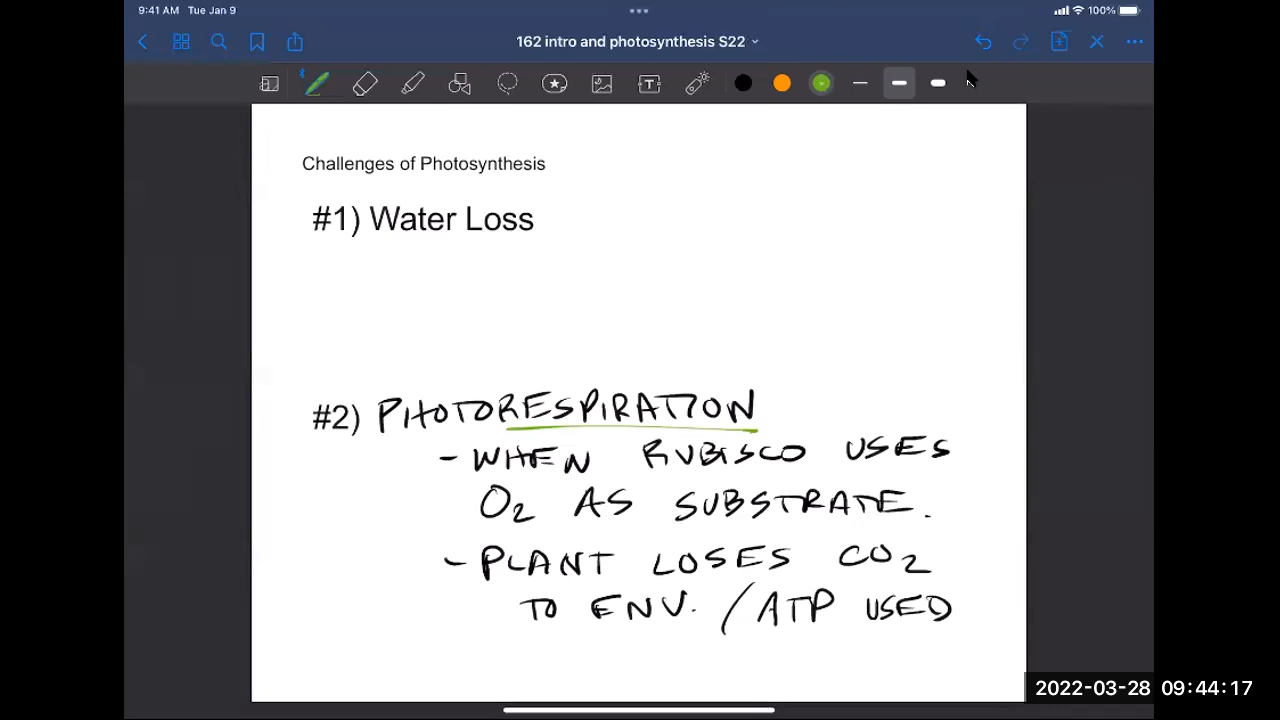 9:41 AM Tue Jan 9
100%
162 intro and photosynthesis S22
Challenges of Photosynthesis
#1) Water Loss
#2) PHOTORESPIRATION
- WHEN RUBISCO USES
O2 AS SUBSTRATE.
- PLANT LOSES CO2
TO ENV. / ATP USED
2022-03-28 09:44:17